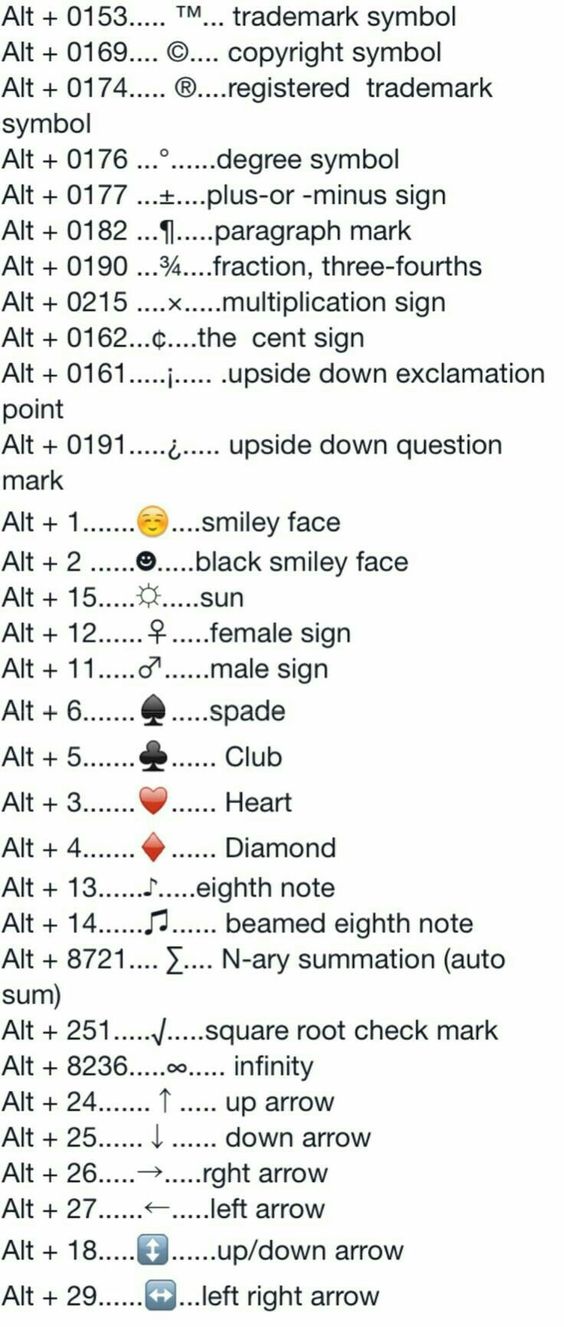 Alt + 0153..... ™... trademark symbol
Alt + 0169.... ©.... copyright symbol
Alt + 0174..... ®....registered  trademark
symbol
Alt + 0176 ...°......degree symbol
Alt + 0177 ...±....plus-or -minus sign
Alt + 0182 ...¶.....paragraph mark
Alt + 0190 ...¾....fraction, three-fourths
Alt + 0215 ....×.....multiplication sign
Alt + 0162...¢....the  cent sign
Alt + 0161.....¡..... .upside down exclamation
point
Alt + 0191.....¿..... upside down question
mark
Alt + 1.......☺️....smiley face
Alt + 2 ......☻.....black smiley face
Alt + 15.....☼.....sun
Alt + 12......♀.....female sign
Alt + 11.....♂......male sign
Alt + 6.......♠️.....spade
Alt + 5.......♣️...... Club
Alt + 3.......♥️...... Heart
Alt + 4.......♦️...... Diamond
Alt + 13......♪.....eighth note
Alt + 14......♫...... beamed eighth note
Alt + 8721.... ∑.... N-ary summation (auto
sum)
Alt + 251.....√.....square root check mark
Alt + 8236.....∞..... infinity
Alt + 24....... ↑ ..... up arrow
Alt + 25...... ↓ ...... down arrow
Alt + 26.....→.....rght arrow
Alt + 27......←.....left arrow
Alt + 18.....↕️......up/down arrow
Alt + 29......↔️...left right arrow